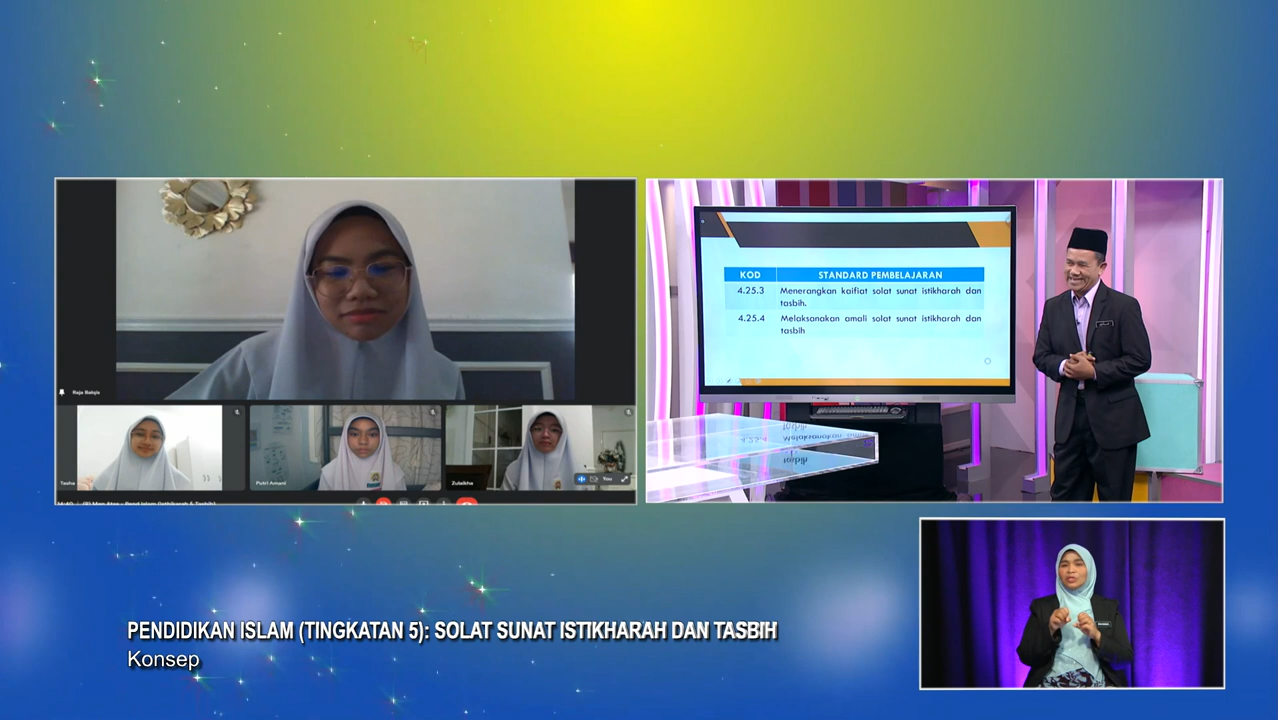 KOD STANDARD PEMBELAJARAN
4.25.3 Menerangkan kaifiat solat sunat istikharah dan
tasbih.
4.25.4 Melaksanakan amali solat sunat istikharah dan
tasbih
Raja Balqis
Tasha
Putri Amani
Zulaikha
You
PENDIDIKAN ISLAM (TINGKATAN 5): SOLAT SUNAT ISTIKHARAH DAN TASBIH
Konsep